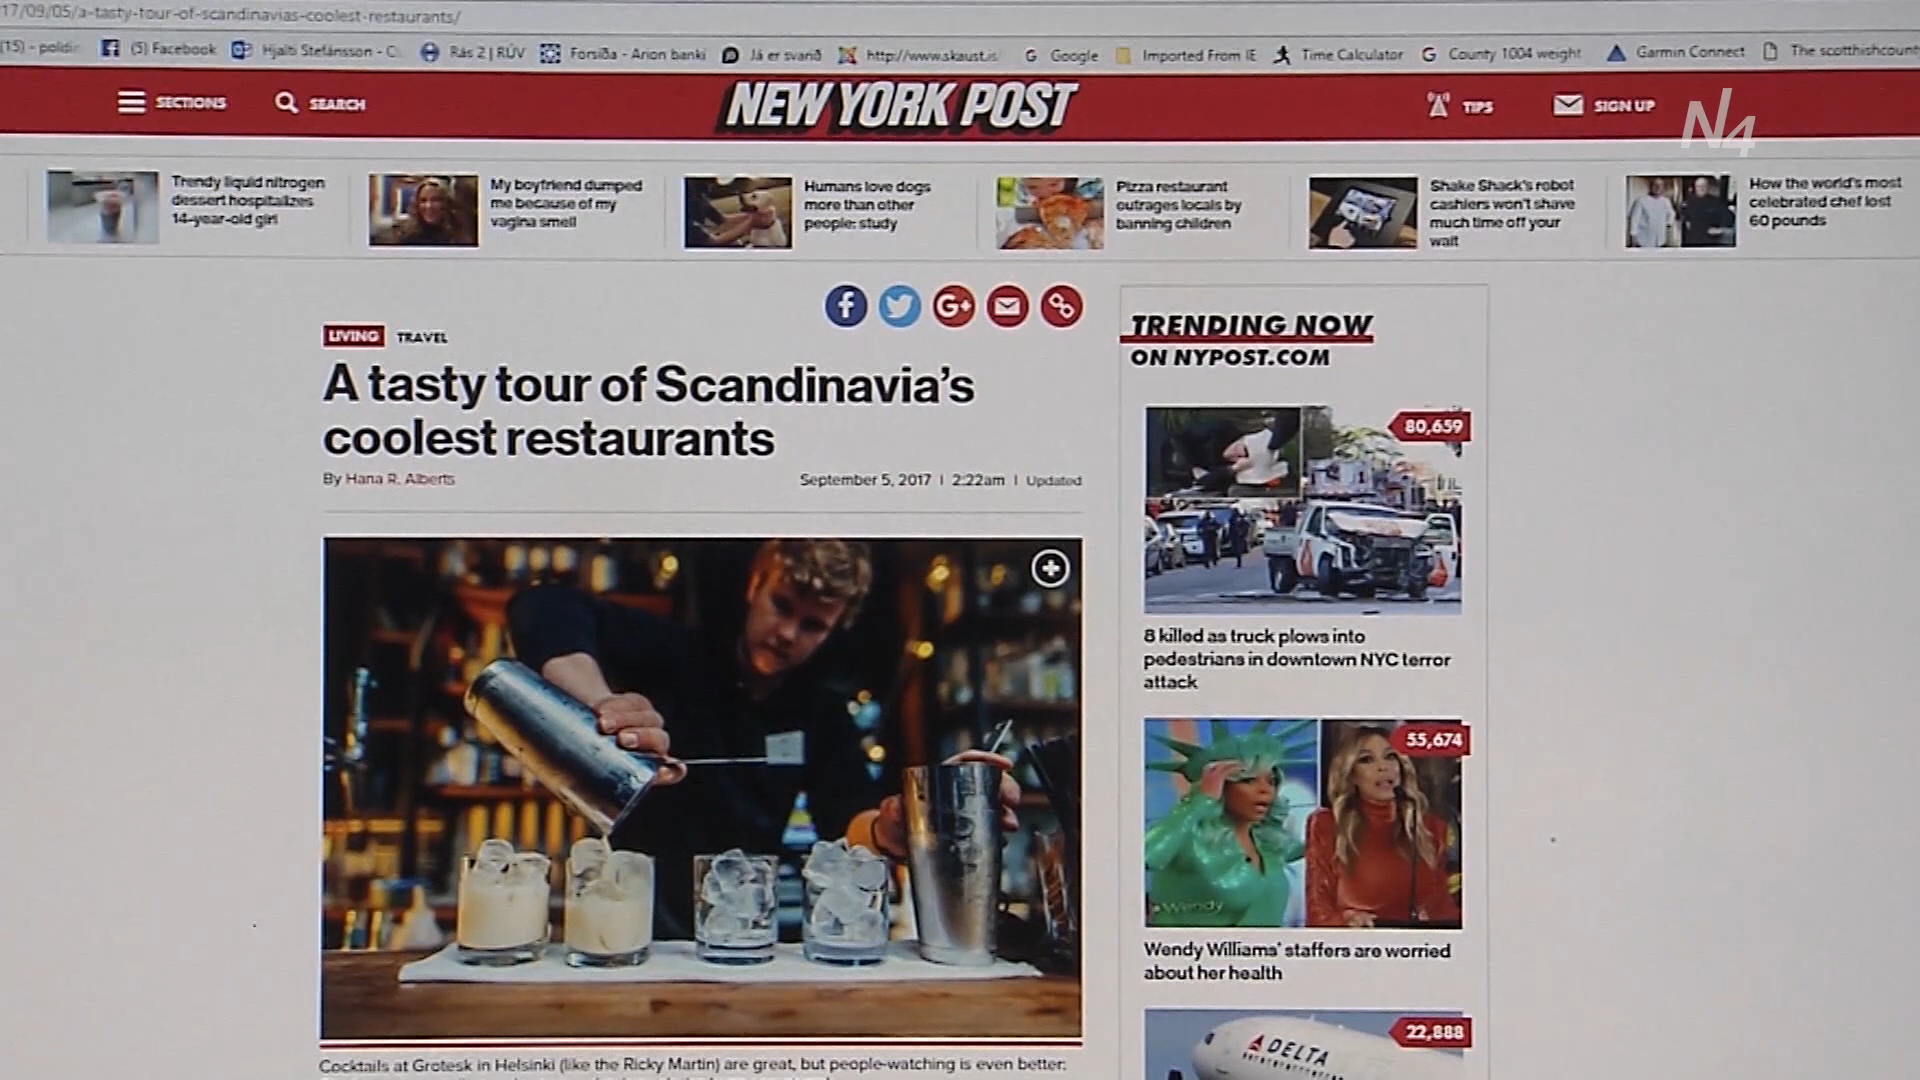 17/09/05/a-tasty-tour-of-scandinavias-coolest-restaurants/
(5) Facebook
Hjalti Stefánsson - C
Rás 2 | RÚV
Forsíða - Arion banki
Já er svarið
http://www.skaust.is
Google
Imported From IE
Time Calculator
County 1004 weight
Garmin Connect
SECTIONS
SEARCH
NEW YORK POST
TIPS
SIGN UP
N4
Trendy liquid nitrogen
dessert hospitalizes
14-year-old girl
My boyfriend dumped
me because of my
vagina smell
Humans love dogs
more than other
people: study
Pizza restaurant
outrages locals by
banning children
Shake Shack's robot
cashiers won't shave
much time off your
wait
How the world's most
celebrated chef lost
60 pounds
LIVING TRAVEL
A tasty tour of Scandinavia's
coolest restaurants
By Hana R. Alberts
September 5, 2017 | 2:22am | Updated
Cocktails at Grotesk in Helsinki (like the Ricky Martin) are great, but people-watching is even better.
TRENDING NOW
ON NYPOST.COM
80,659
8 killed as truck plows into
pedestrians in downtown NYC terror
attack
55,674
Wendy
Wendy Williams' staffers are worried
about her health
22,888
DELTA